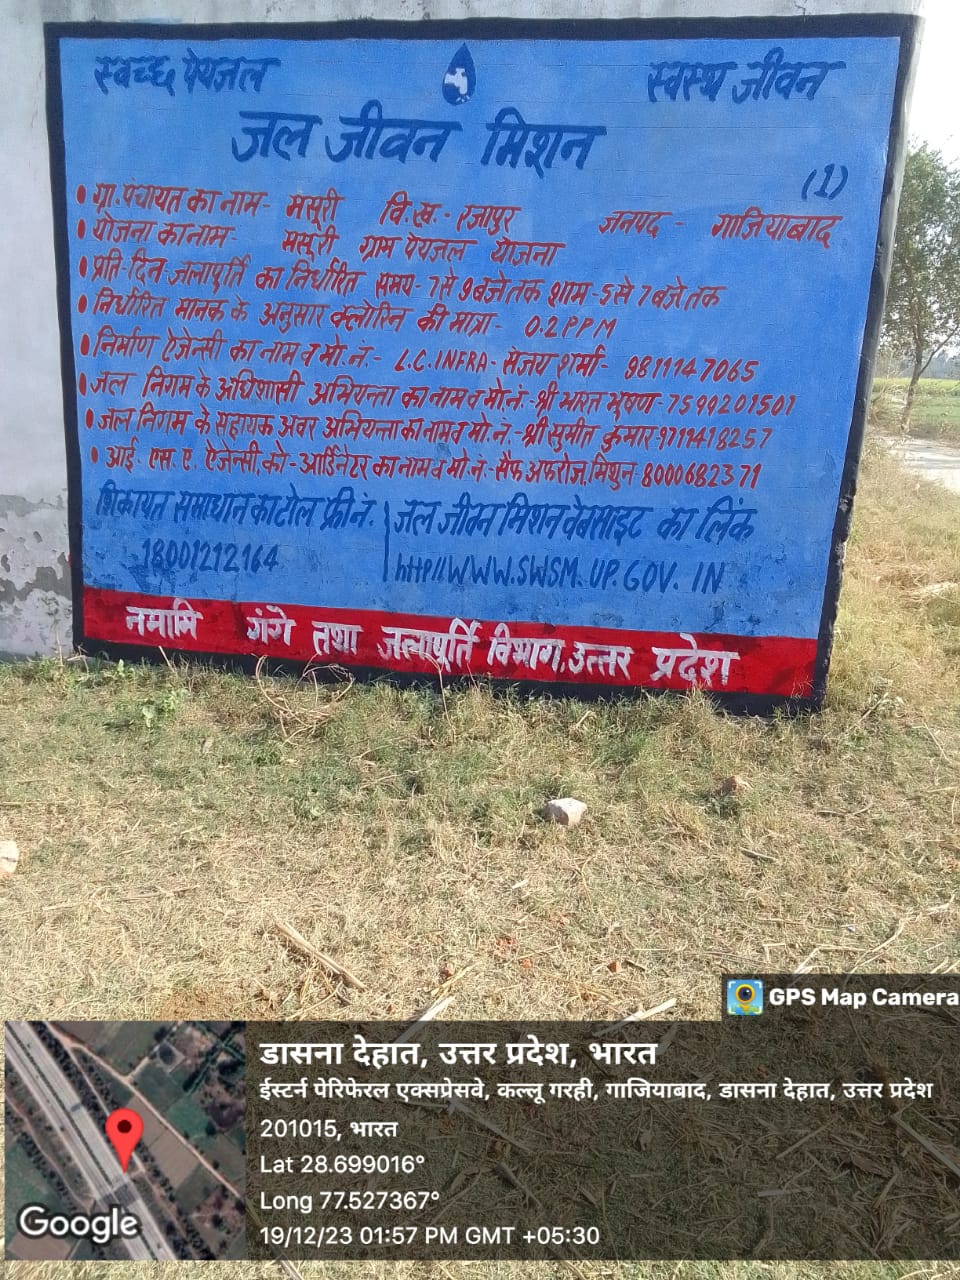 स्वच्छ पेयजल स्वस्थ जीवन
जल जीवन मिशन
(1)
• ग्रा. पंचायत का नाम- मसूरी वि.ख.- रजापुर जनपद - गाजियाबाद
• योजना का नाम- मसूरी ग्राम पेयजल योजना
• प्रति-दिन-जलापूर्ति का निर्धारित समय- 7 से 9 बजे तक शाम-5 से 7 बजे तक
• निर्धारित मानक के अनुसार क्लोरिन की मात्रा- 0.2 PPM
• निर्माण ऐजेन्सी का नाम व मो.नं.- L.C.INFRA- संजय शर्मा- 9811147065
• जल निगम के अधिशासी अभियन्ता का नाम व मो.नं.-श्री भारत भूषण-7599201501
• जल निगम के सहायक अवर अभियन्ता का नाम व मो.नं.-श्री सुमीत कुमार-9719418257
• आई. एस. ए. ऐजेन्सी,को-आर्डिनेटर का नाम व मो.नं- सैफ अफरोज,मिथुन 8000682371
शिकायत समाधान का टोल फ्री नं. जल जीवन मिशन वेबसाइट का लिंक
18001212164 http//WWW.SWSM.UP.GOV.IN
नमामि गंगे तथा जलापूर्ति विभाग,उत्तर प्रदेश
GPS Map Camera
डासना देहात, उत्तर प्रदेश, भारत
ईस्टर्न पेरिफेरल एक्सप्रेसवे, कल्लू गरही, गाजियाबाद, डासना देहात, उत्तर प्रदेश
201015, भारत
Lat 28.699016°
Long 77.527367°
19/12/23 01:57 PM GMT +05:30
Google